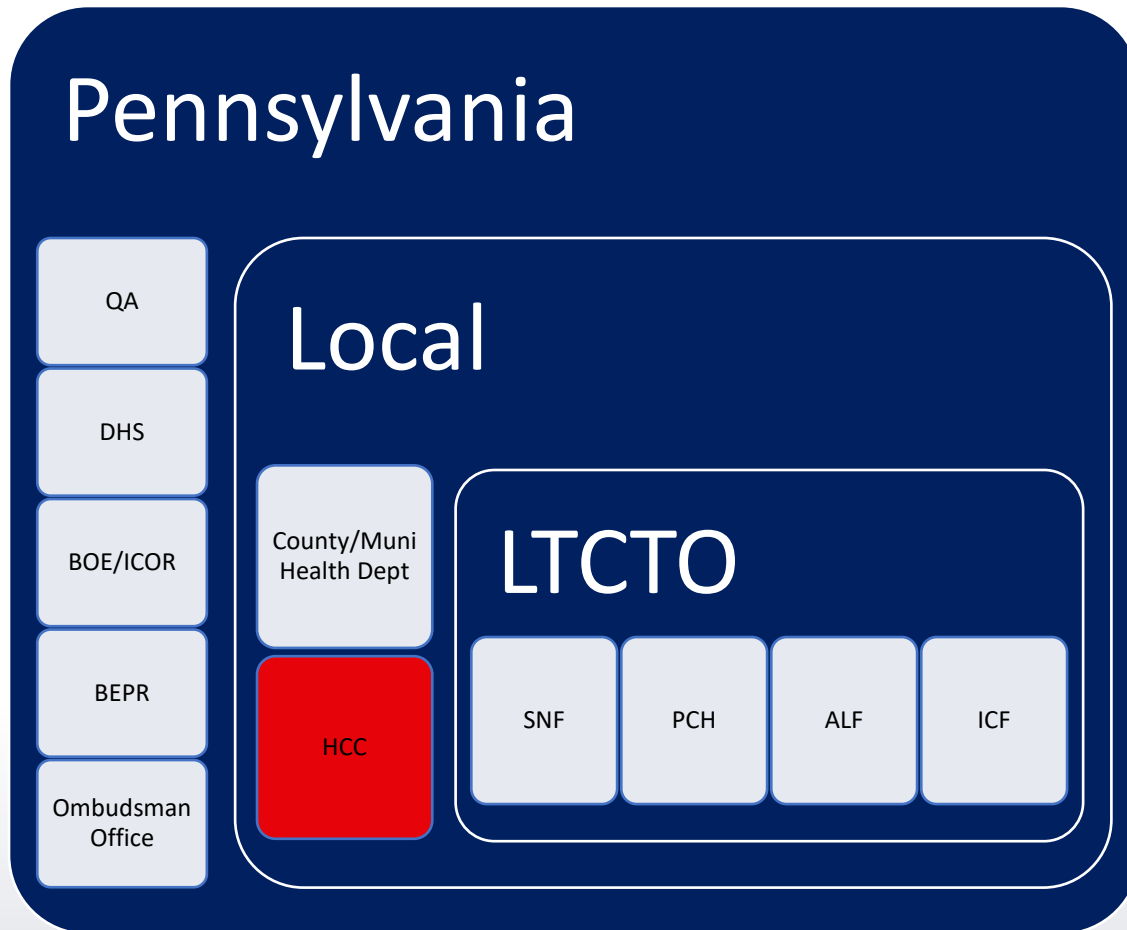 Pennsylvania
QA
DHS
BOE/ICOR
BEPR
Ombudsman
Office
Local
County/Muni
Health Dept
HCC
LTCTO
SNF
PCH
ALF
ICF